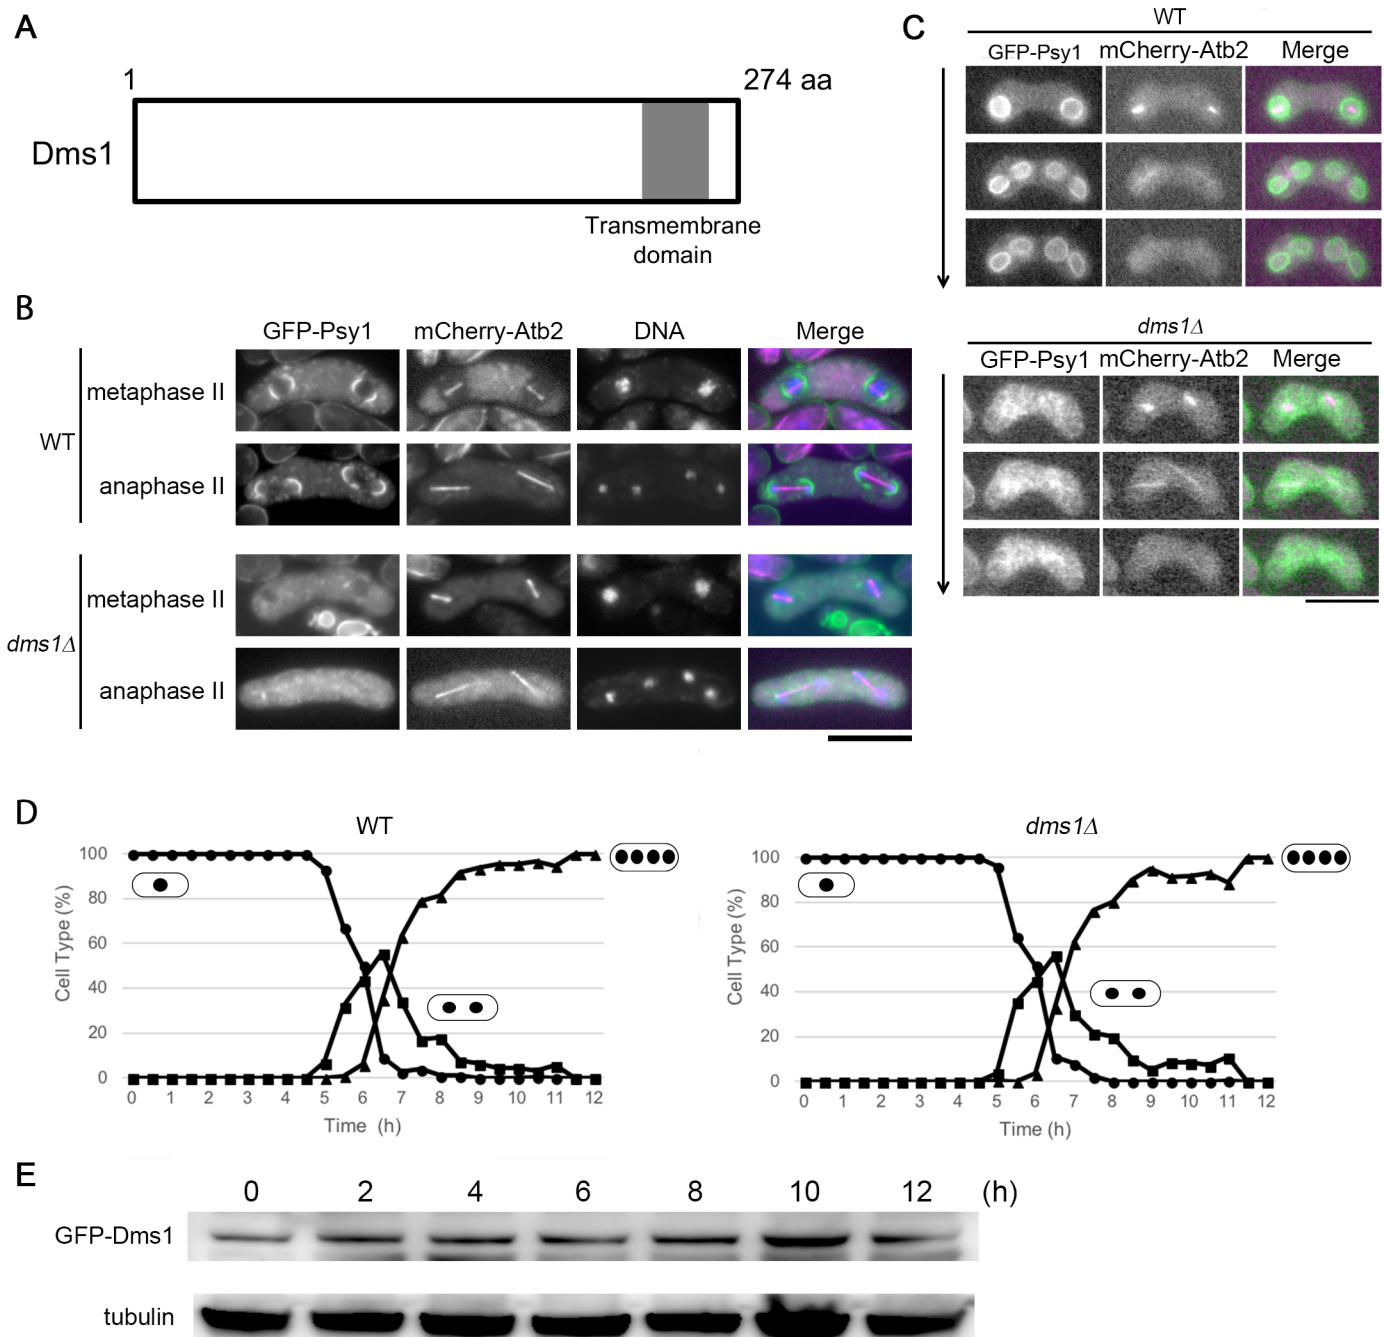 A
1
274 aa
Dms1
Transmembrane
domain
B
GFP-Psy1 mCherry-Atb2 DNA Merge
WT
metaphase II
anaphase II
dms1Δ
metaphase II
anaphase II
C
WT
GFP-Psy1 mCherry-Atb2 Merge
dms1Δ
GFP-Psy1 mCherry-Atb2 Merge
D
WT
Cell Type (%)
100
80
60
40
20
0
0 1 2 3 4 5 6 7 8 9 10 11 12
Time (h)
dms1Δ
Cell Type (%)
100
80
60
40
20
0
0 1 2 3 4 5 6 7 8 9 10 11 12
Time (h)
E
0 2 4 6 8 10 12 (h)
GFP-Dms1
tubulin